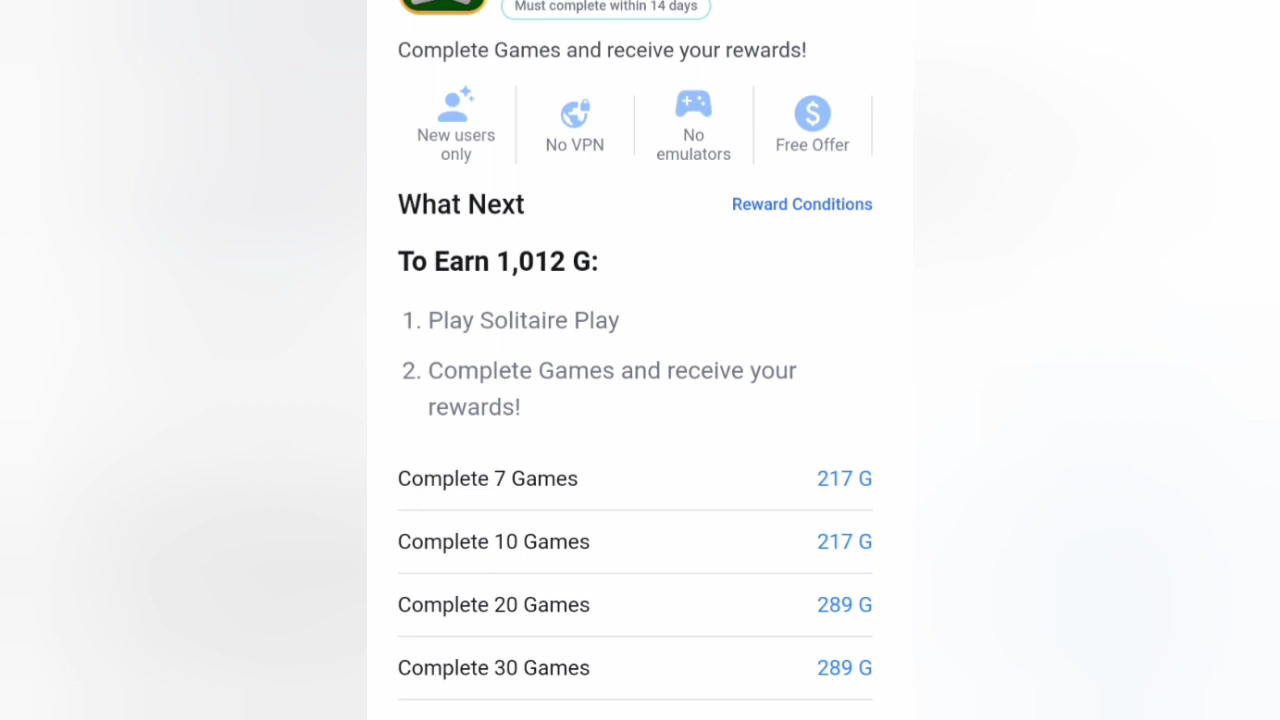 Must complete within 14 days
Complete Games and receive your rewards!
New users
only
No VPN
No
emulators
Free Offer
What Next
Reward Conditions
To Earn 1,012 G:
1. Play Solitaire Play
2. Complete Games and receive your
rewards!
Complete 7 Games 217 G
Complete 10 Games 217 G
Complete 20 Games 289 G
Complete 30 Games 289 G